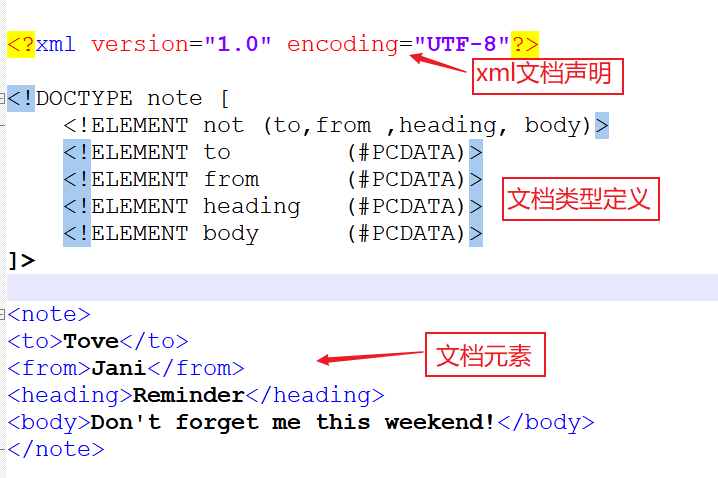 <?xml version="1.0" encoding="UTF-8"?>
xml文档声明
<!DOCTYPE note [
<!ELEMENT not (to,from ,heading, body)>
<!ELEMENT to (#PCDATA)>
<!ELEMENT from (#PCDATA)>
文档类型定义
<!ELEMENT heading (#PCDATA)>
<!ELEMENT body (#PCDATA)>
]>
<note>
<to>Tove</to>
文档元素
<from>Jani</from>
<heading>Reminder</heading>
<body>Don't forget me this weekend!</body>
</note>